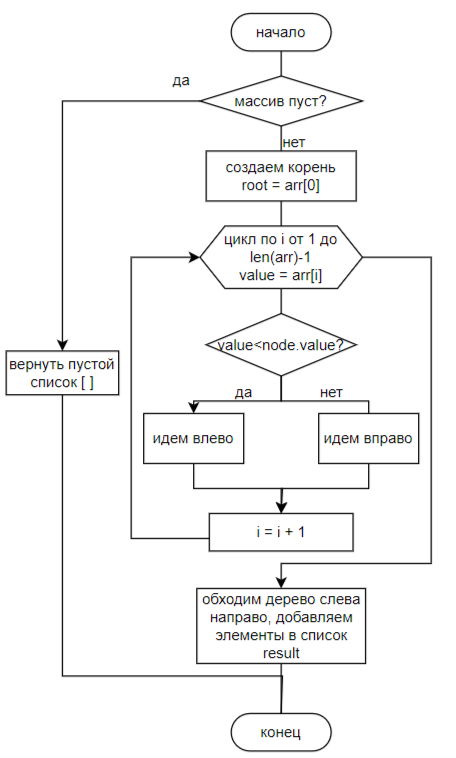 начало
да
массив пуст?
нет
создаем корень
root = arr[0]
цикл по i от 1 до
len(arr)-1
value = arr[i]
value<node.value?
вернуть пустой
список [ ]
да
нет
идем влево
идем вправо
i = i + 1
обходим дерево слева
направо, добавляем
элементы в список
result
конец